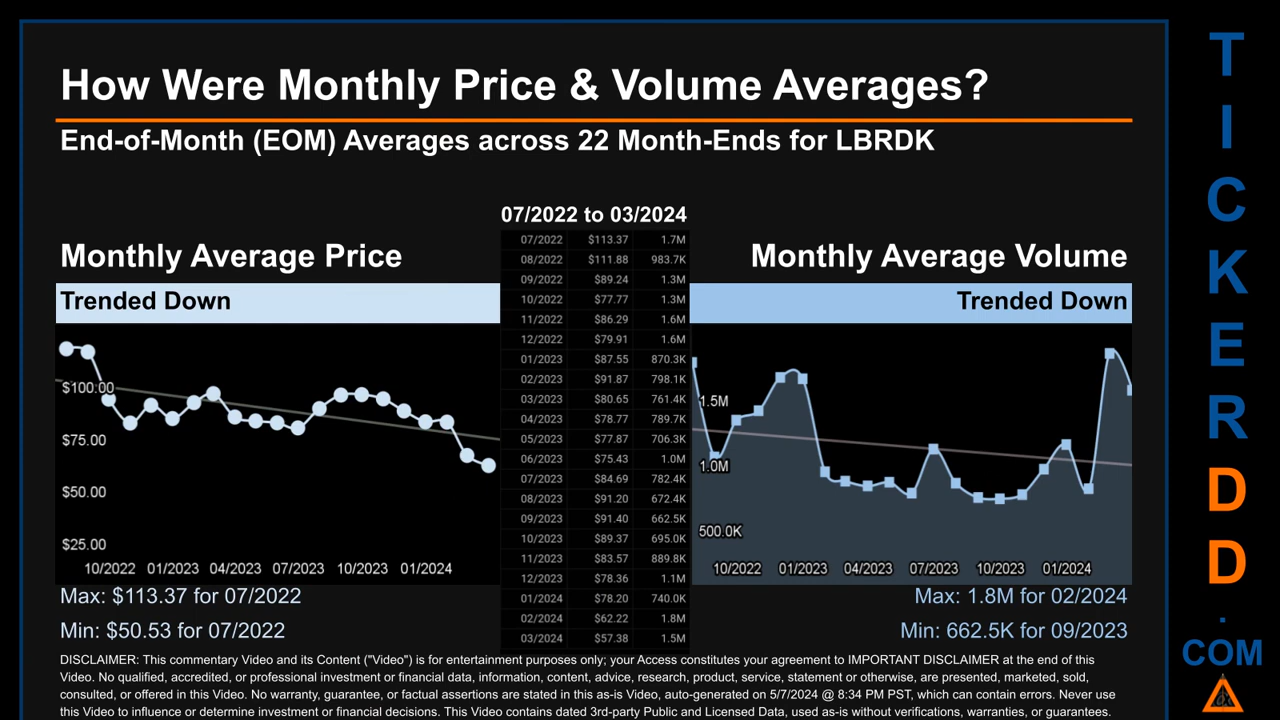 How Were Monthly Price & Volume Averages?
End-of-Month (EOM) Averages across 22 Month-Ends for LBRDK
07/2022 to 03/2024
Monthly Average Price
Trended Down
$100.00
$75.00
$50.00
$25.00
10/2022 01/2023 04/2023 07/2023 10/2023 01/2024
Max: $113.37 for 07/2022
Min: $50.53 for 07/2022
07/2022 $113.37 1.7M
08/2022 $111.88 983.7K
09/2022 $89.24 1.3M
10/2022 $77.77 1.3M
11/2022 $86.29 1.6M
12/2022 $79.91 1.6M
01/2023 $87.55 870.3K
02/2023 $91.87 798.1K
03/2023 $80.65 761.4K
04/2023 $78.77 789.7K
05/2023 $77.87 706.3K
06/2023 $75.43 1.0M
07/2023 $84.69 782.4K
08/2023 $91.20 672.4K
09/2023 $91.40 662.5K
10/2023 $89.37 695.0K
11/2023 $83.57 889.8K
12/2023 $78.36 1.1M
01/2024 $78.20 740.0K
02/2024 $62.22 1.8M
03/2024 $57.38 1.5M
Monthly Average Volume
Trended Down
1.5M
1.0M
500.0K
10/2022 01/2023 04/2023 07/2023 10/2023 01/2024
Max: 1.8M for 02/2024
Min: 662.5K for 09/2023
DISCLAIMER: This commentary Video and its Content ("Video") is for entertainment purposes only; your Access constitutes your agreement to IMPORTANT DISCLAIMER at the end of this
Video. No qualified, accredited, or professional investment or financial data, information, content, advice, research, product, service, statement or otherwise, are presented, marketed, sold,
consulted, or offered in this Video. No warranty, guarantee, or factual assertions are stated in this as-is Video, auto-generated on 5/7/2024 @ 8:34 PM PST, which can contain errors. Never use
this Video to influence or determine investment or financial decisions. This Video contains dated 3rd-party Public and Licensed Data, used as-is without verifications, warranties, or guarantees.
T
I
C
K
E
R
D
D
.
COM